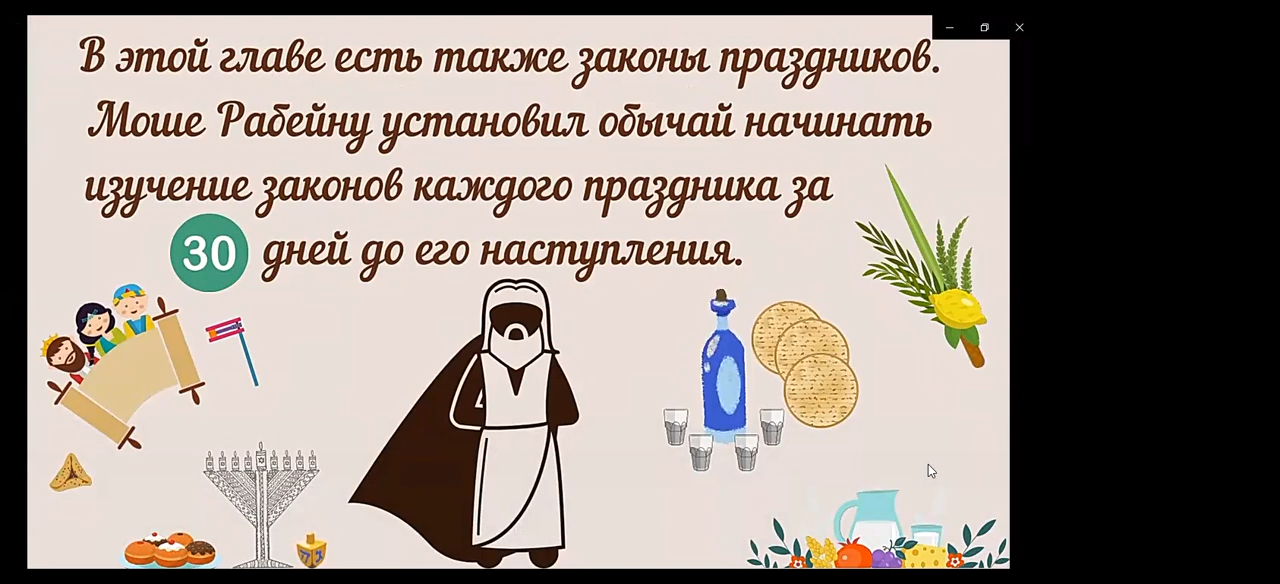 В этой главе есть также законы праздников.
Моше Рабейну установил обычай начинать
изучение законов каждого праздника за
30 дней до его наступления.